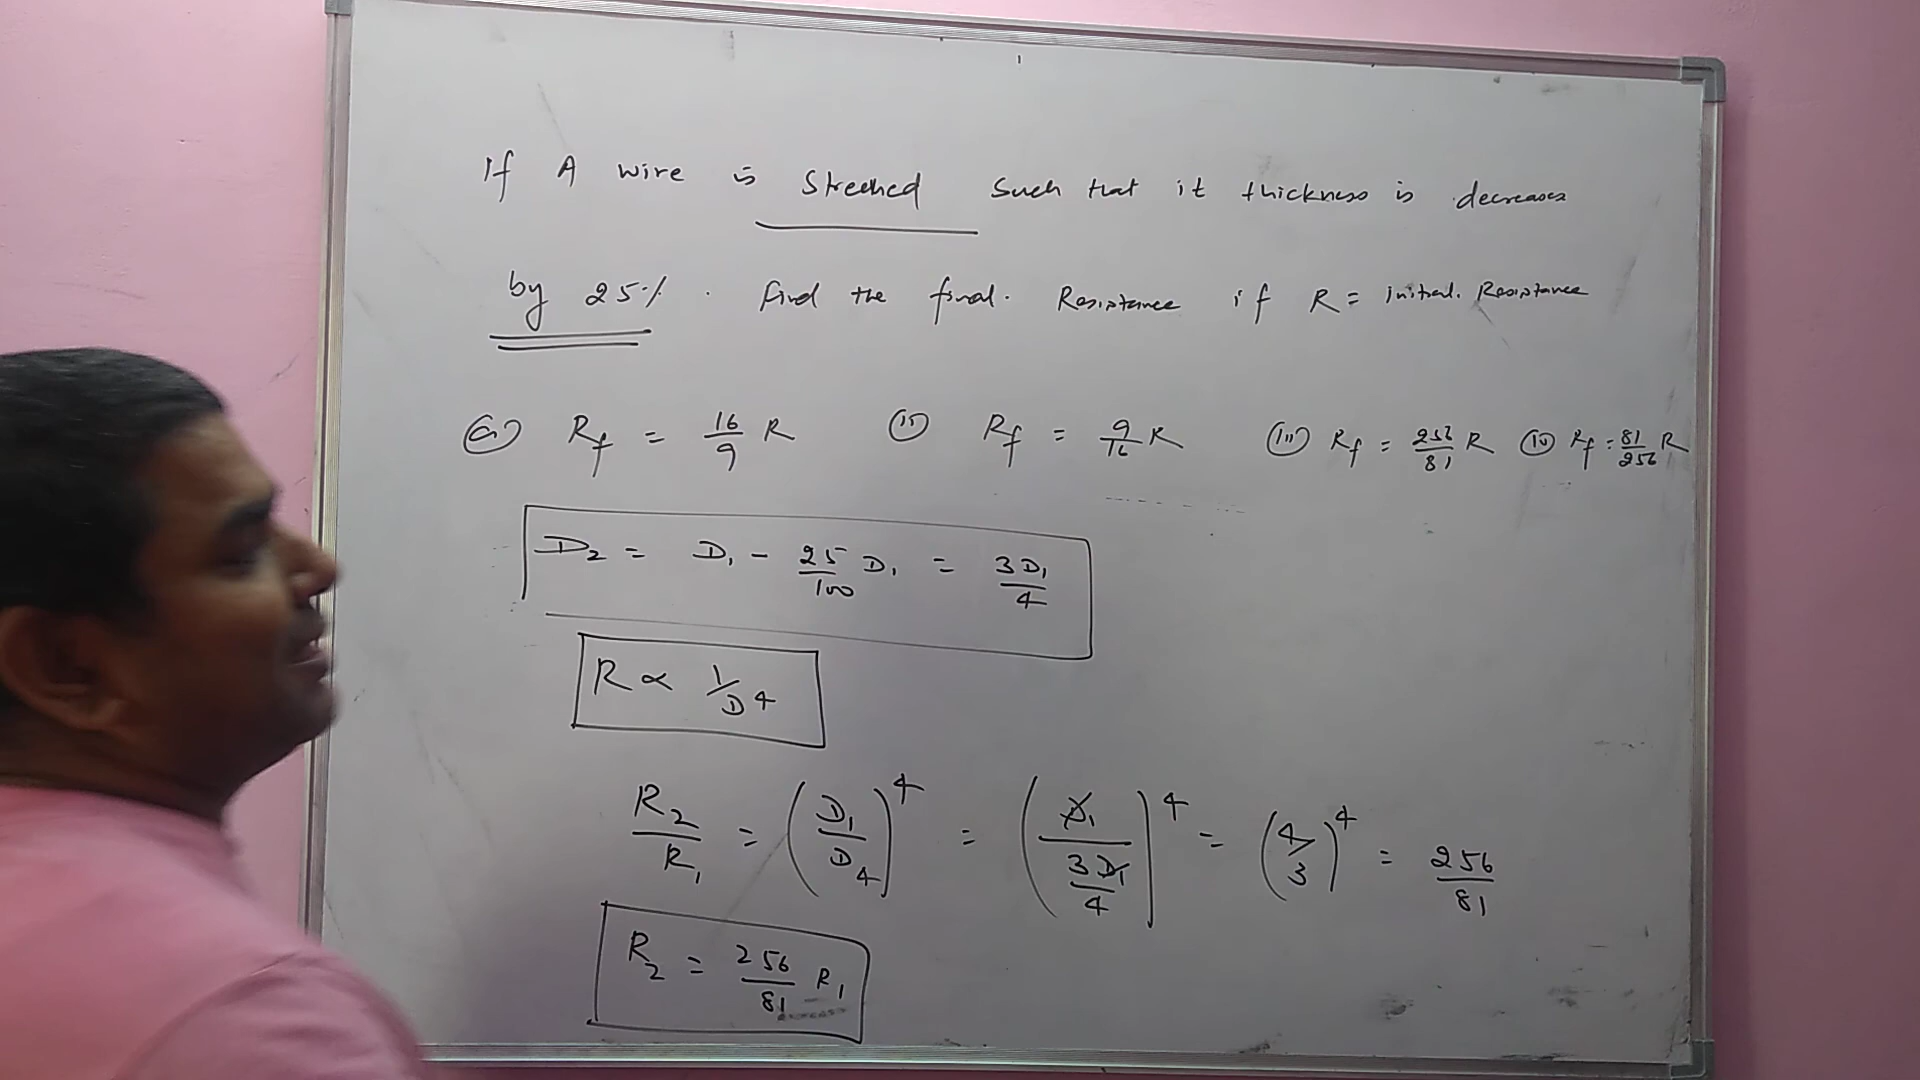 If A wire is streched such that it thickness is decreases
by 25% . find the final. Resistance if R = initial. Resistance
(i) Rf = 16/9 R (ii) Rf = 9/16 R (iii) Rf = 256/81 R (iv) Rf = 81/256 R
D₂ = D₁ - 25/100 D₁ = 3D₁/4
R ∝ 1/D⁴
R₂/R₁ = (D₁/D₄)⁴ = (D₁/(3D₁/4))⁴ = (4/3)⁴ = 256/81
R₂ = 256/81 R₁